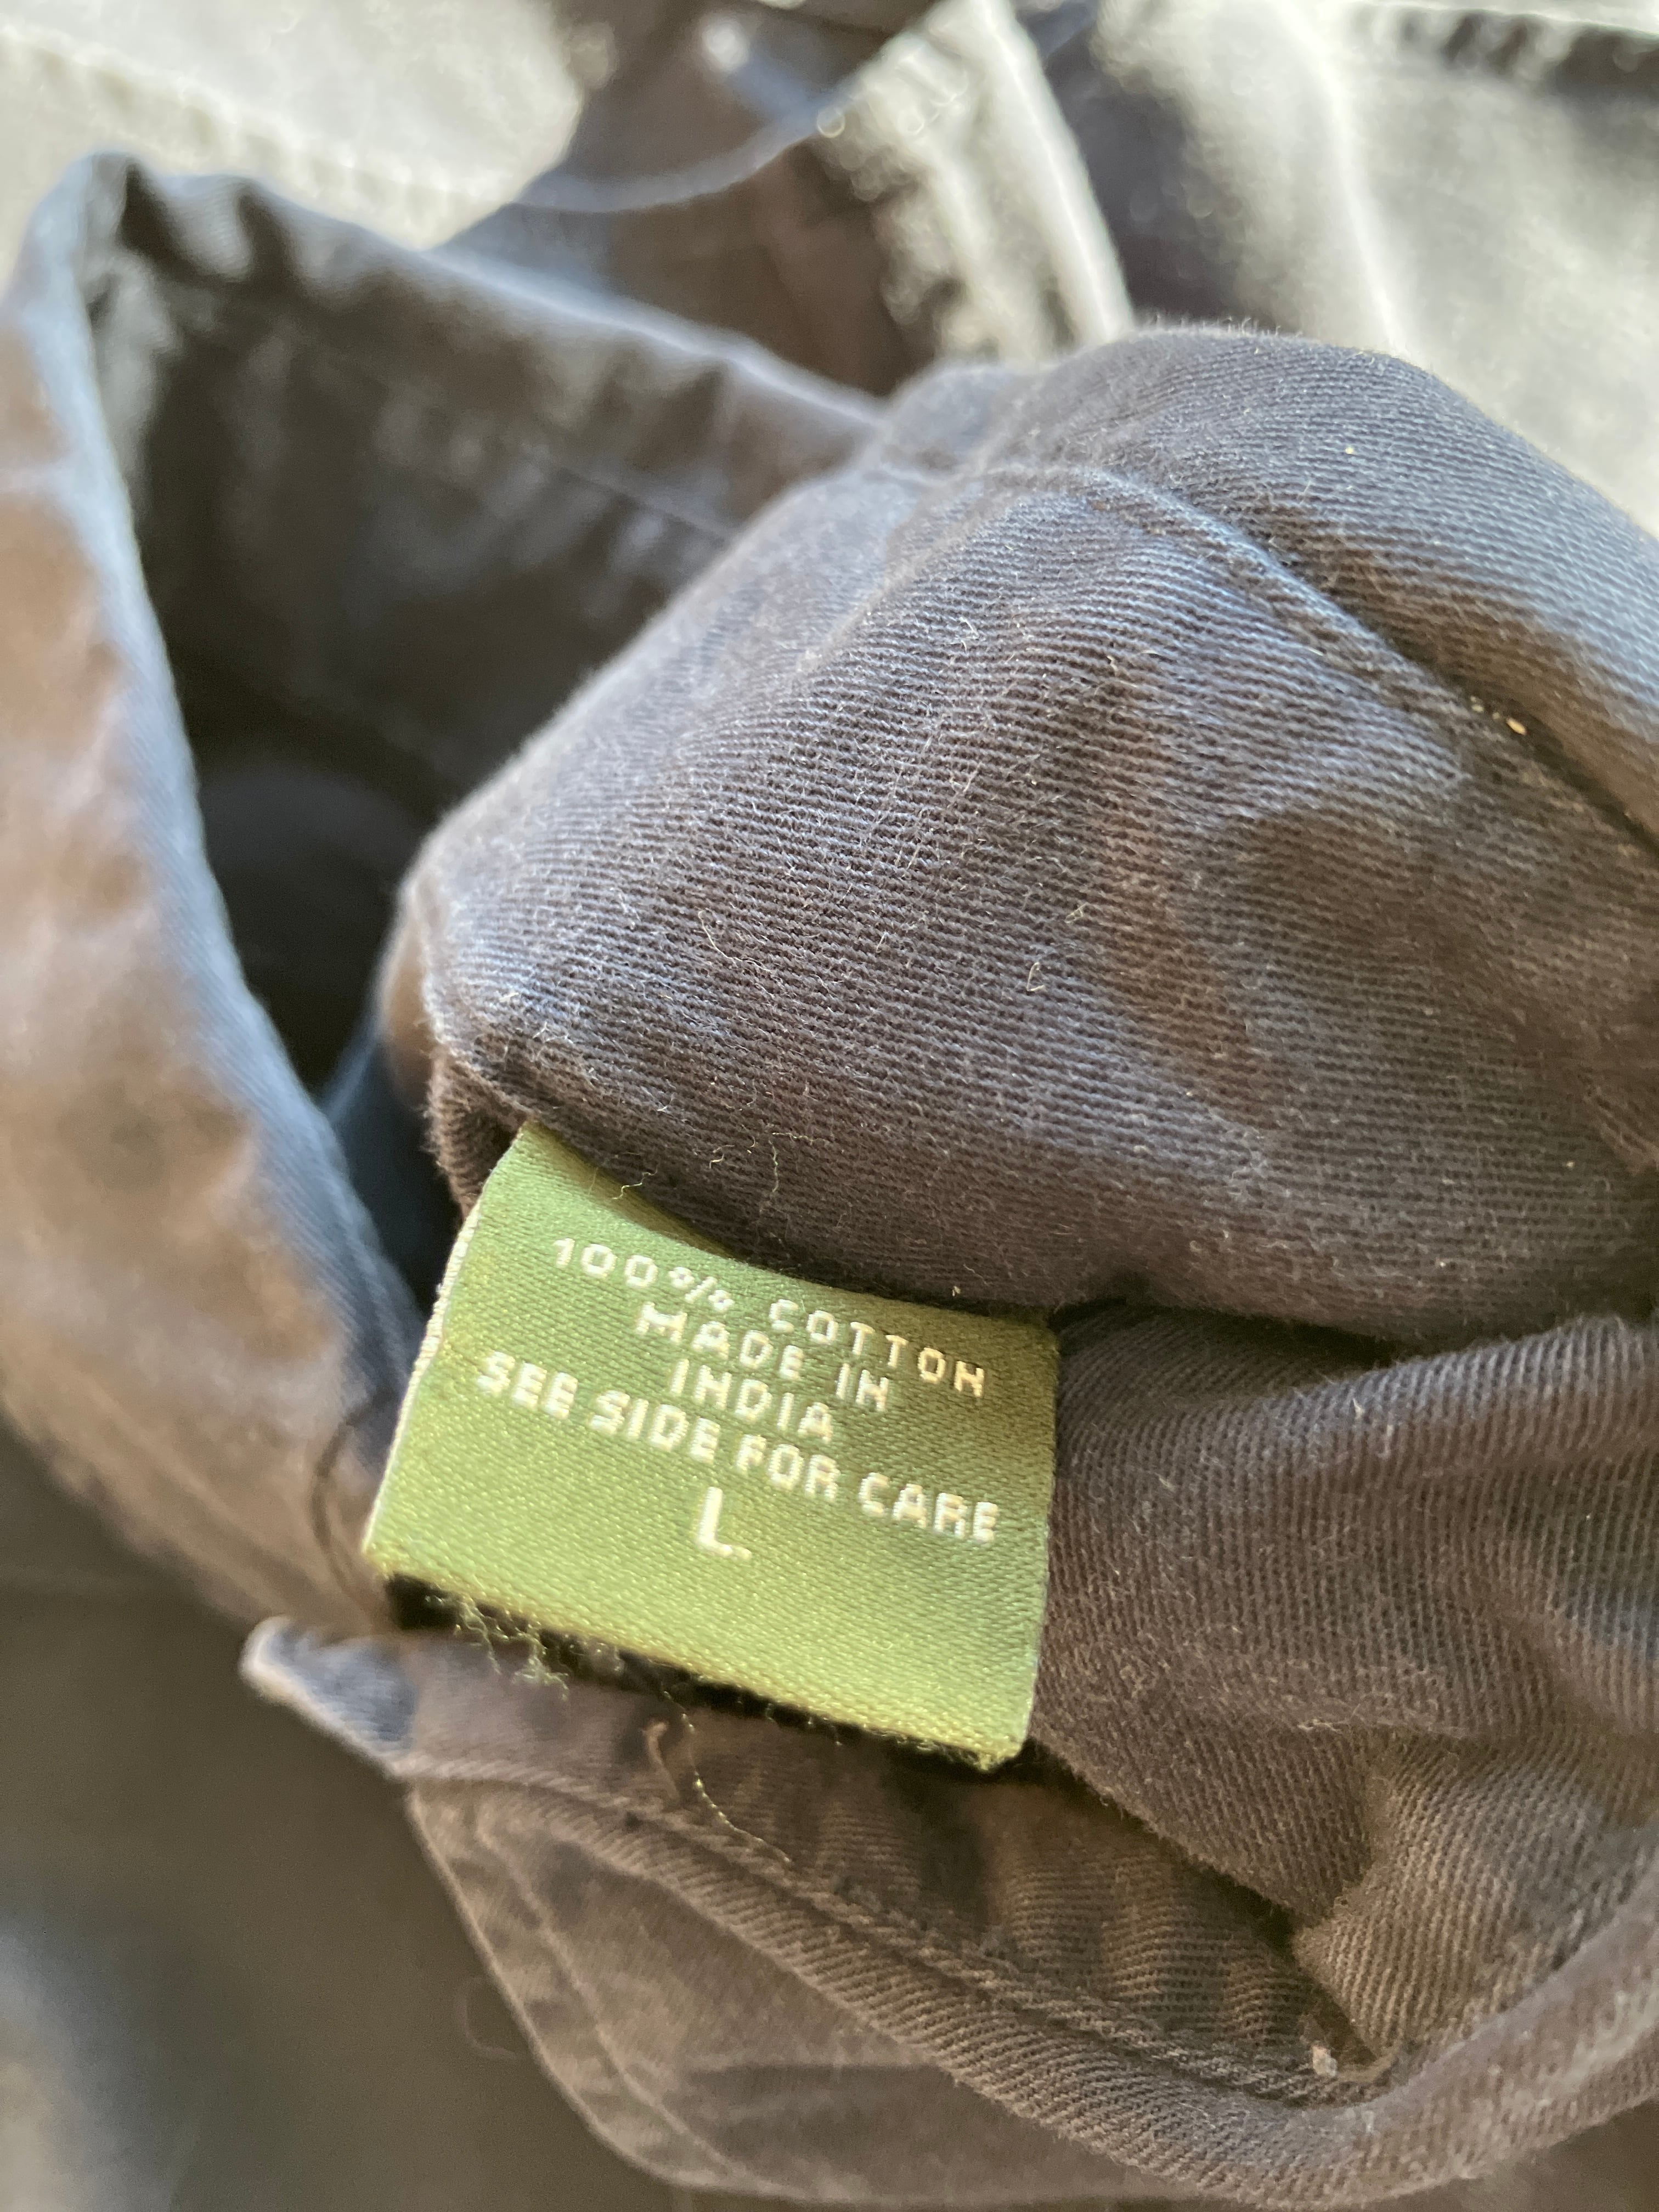 100% COTTON
MADE IN
INDIA
SEE SIDE FOR CARE
L